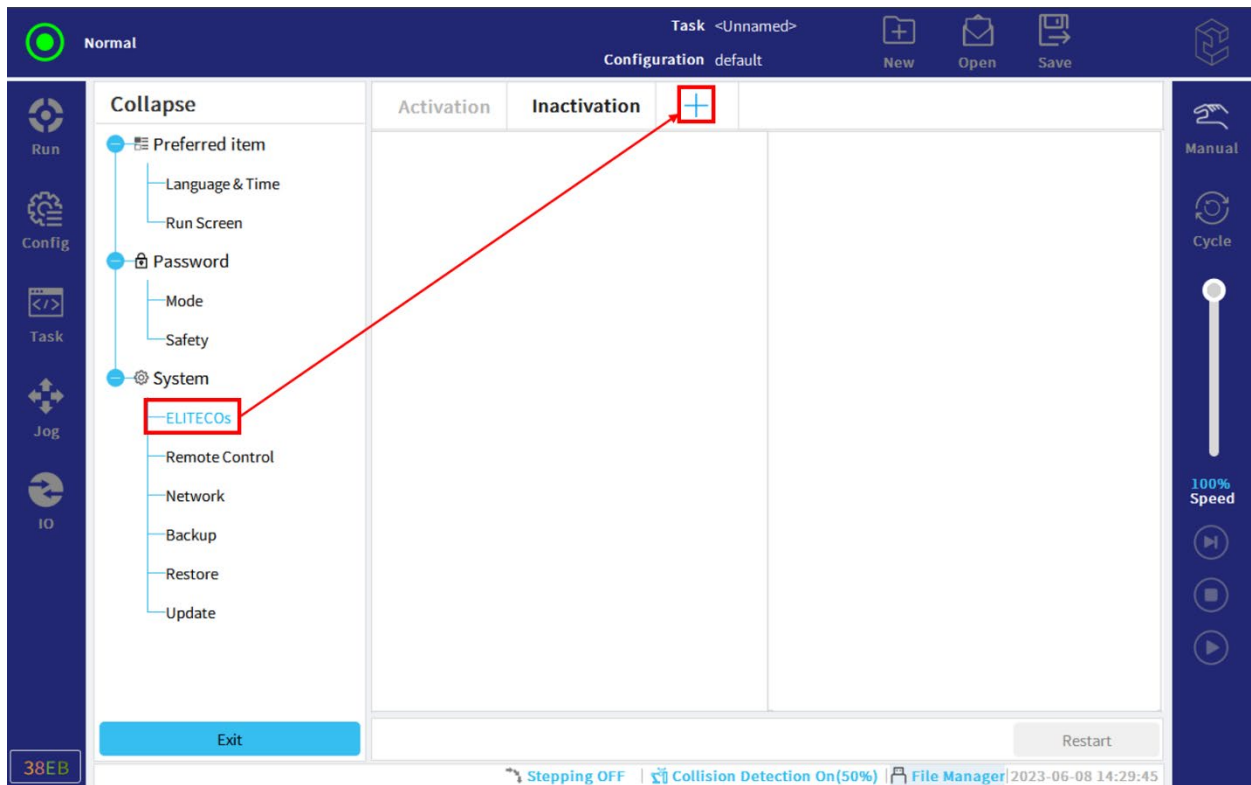 Normal
Task <Unnamed>
Configuration default
New
Open
Save
Run
Config
Task
Jog
IO
38EB
Collapse
Preferred item
Language & Time
Run Screen
Password
Mode
Safety
System
ELITECOs
Remote Control
Network
Backup
Restore
Update
Exit
Activation
Inactivation
Restart
Manual
Cycle
100%
Speed
Stepping OFF | Collision Detection On(50%) | File Manager | 2023-06-08 14:29:45